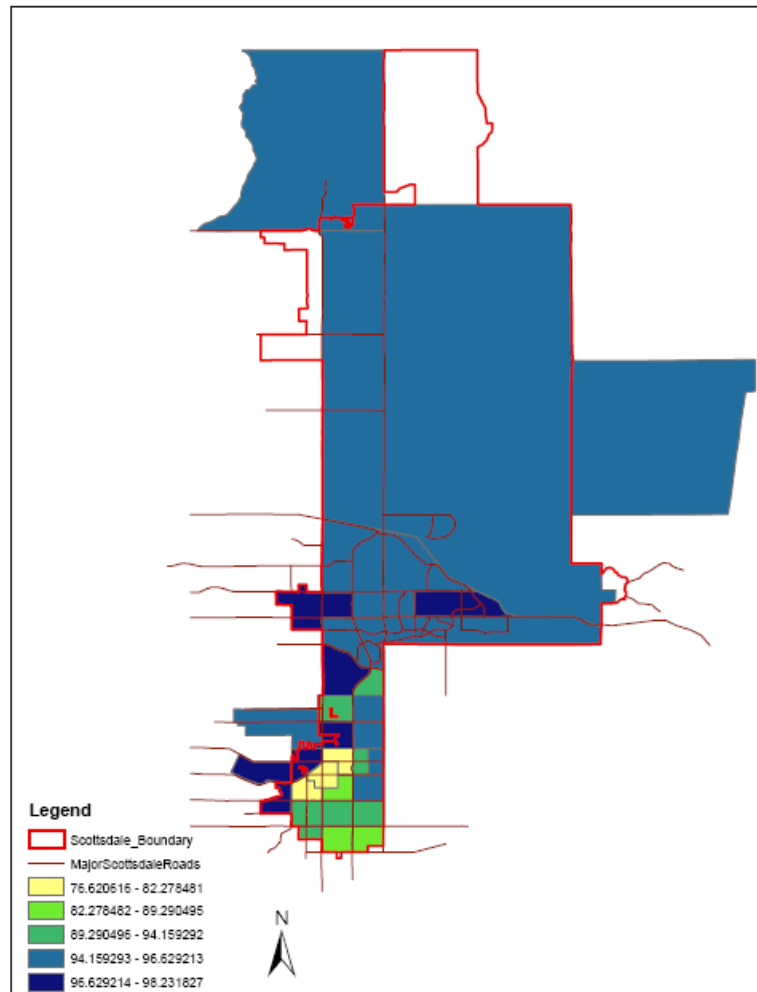 L
Legend
Scottsdale_Boundary
MajorScottsdaleRoads
76.620616 - 82.278481
82.278482 - 89.290495
89.290496 - 94.159292
94.159293 - 96.629213
96.629214 - 98.231827
N